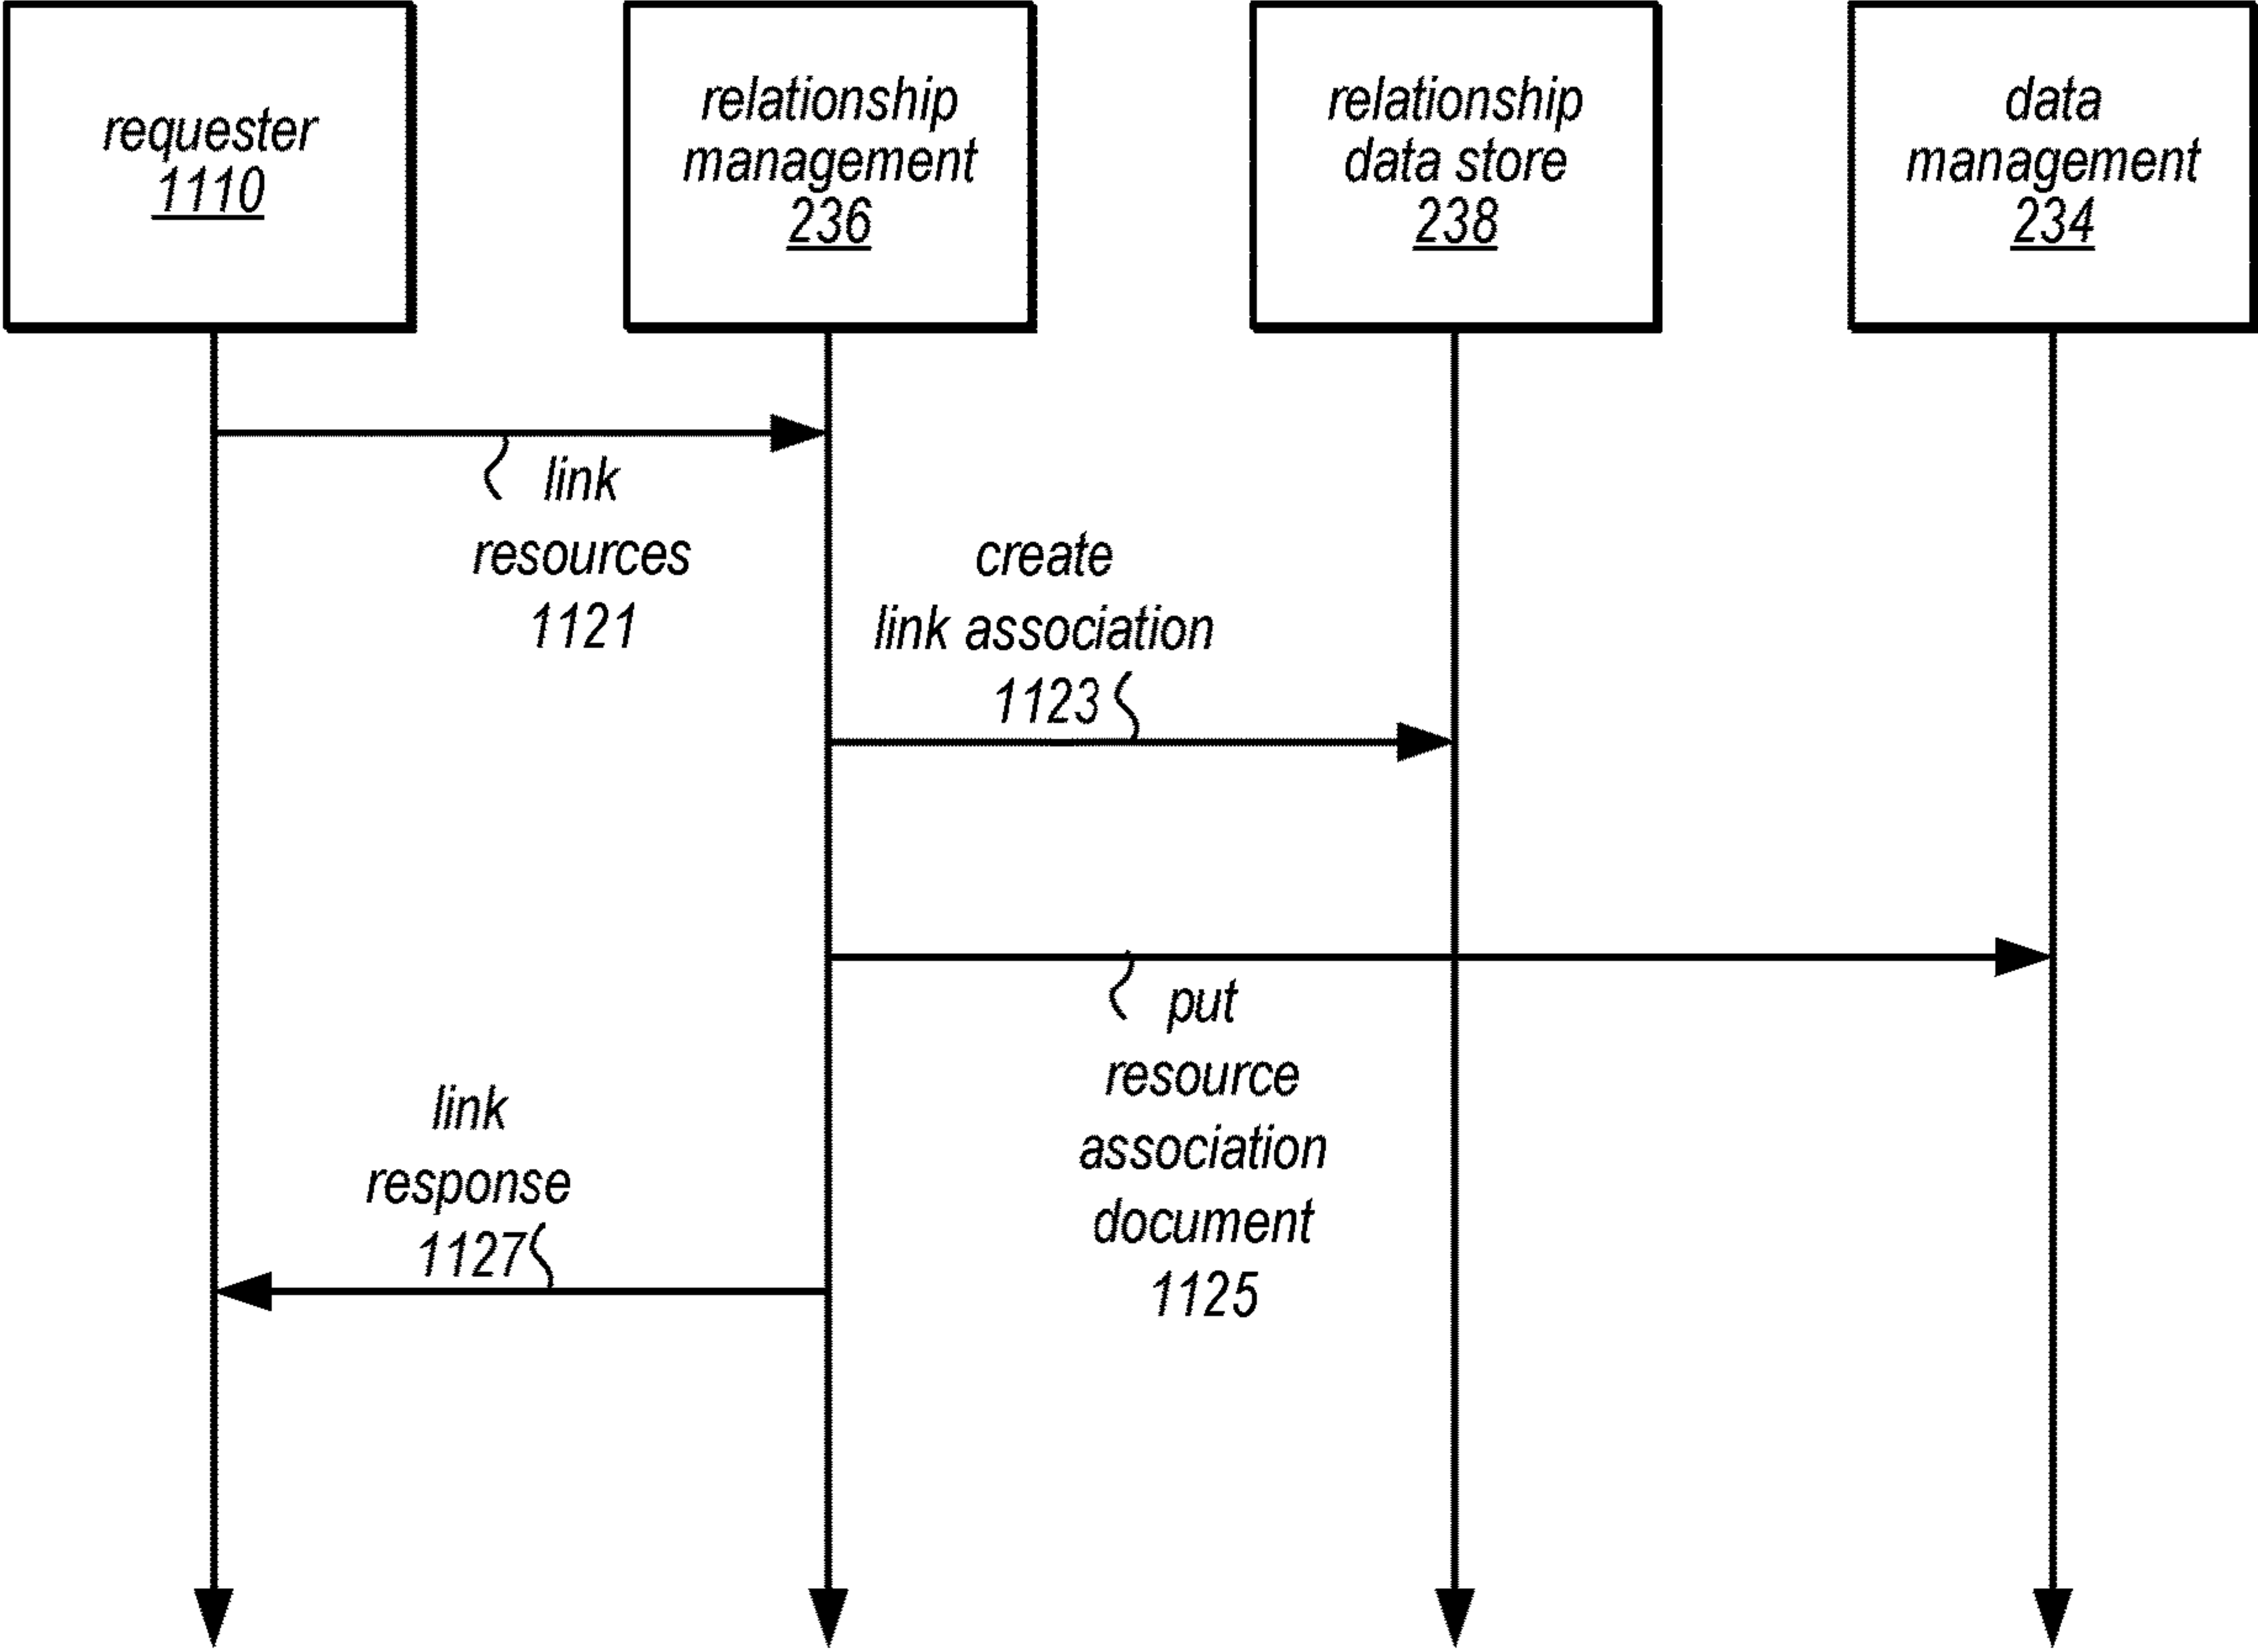 requester
1110
relationship
management
236
relationship
data store
238
data
management
234
link
resources
1121
create
link association
1123
put
resource
association
document
1125
link
response
1127